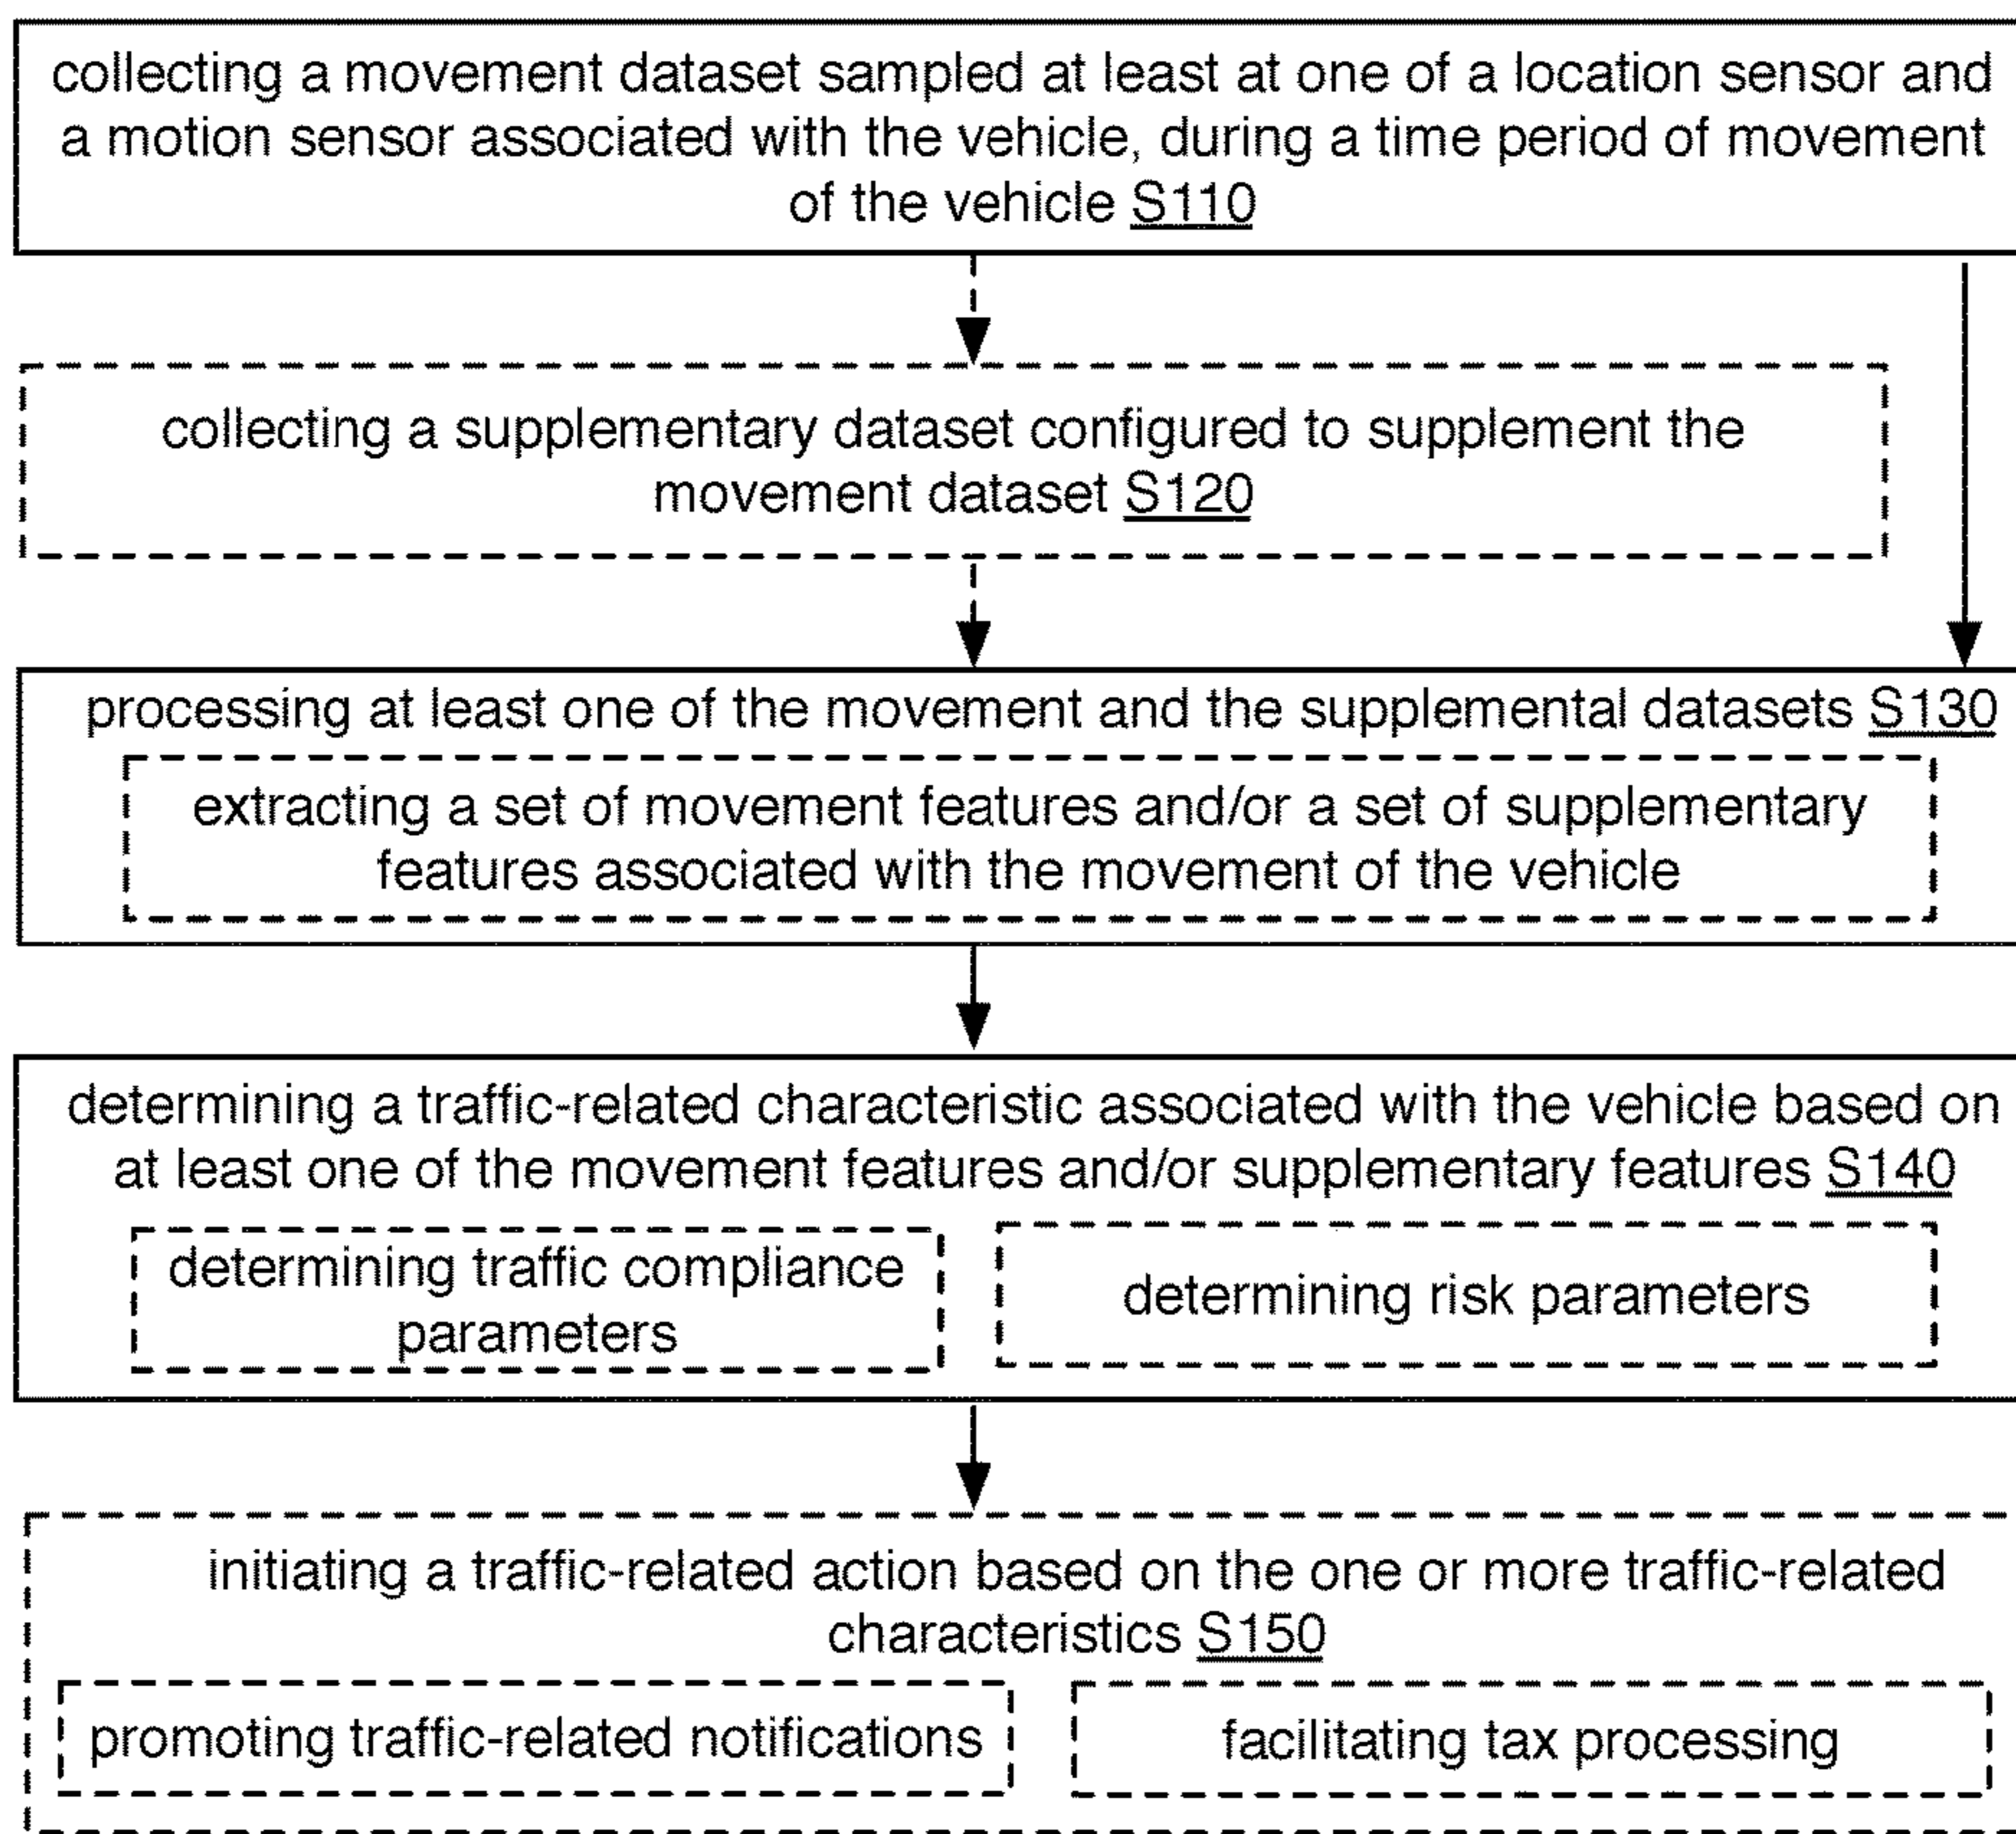 collecting a movement dataset sampled at least at one of a location sensor and
a motion sensor associated with the vehicle, during a time period of movement
of the vehicle S110
collecting a supplementary dataset configured to supplement the
movement dataset S120
processing at least one of the movement and the supplemental datasets S130
extracting a set of movement features and/or a set of supplementary
features associated with the movement of the vehicle
determining a traffic-related characteristic associated with the vehicle based on
at least one of the movement features and/or supplementary features S140
determining traffic compliance
parameters
determining risk parameters
initiating a traffic-related action based on the one or more traffic-related
characteristics S150
promoting traffic-related notifications
facilitating tax processing